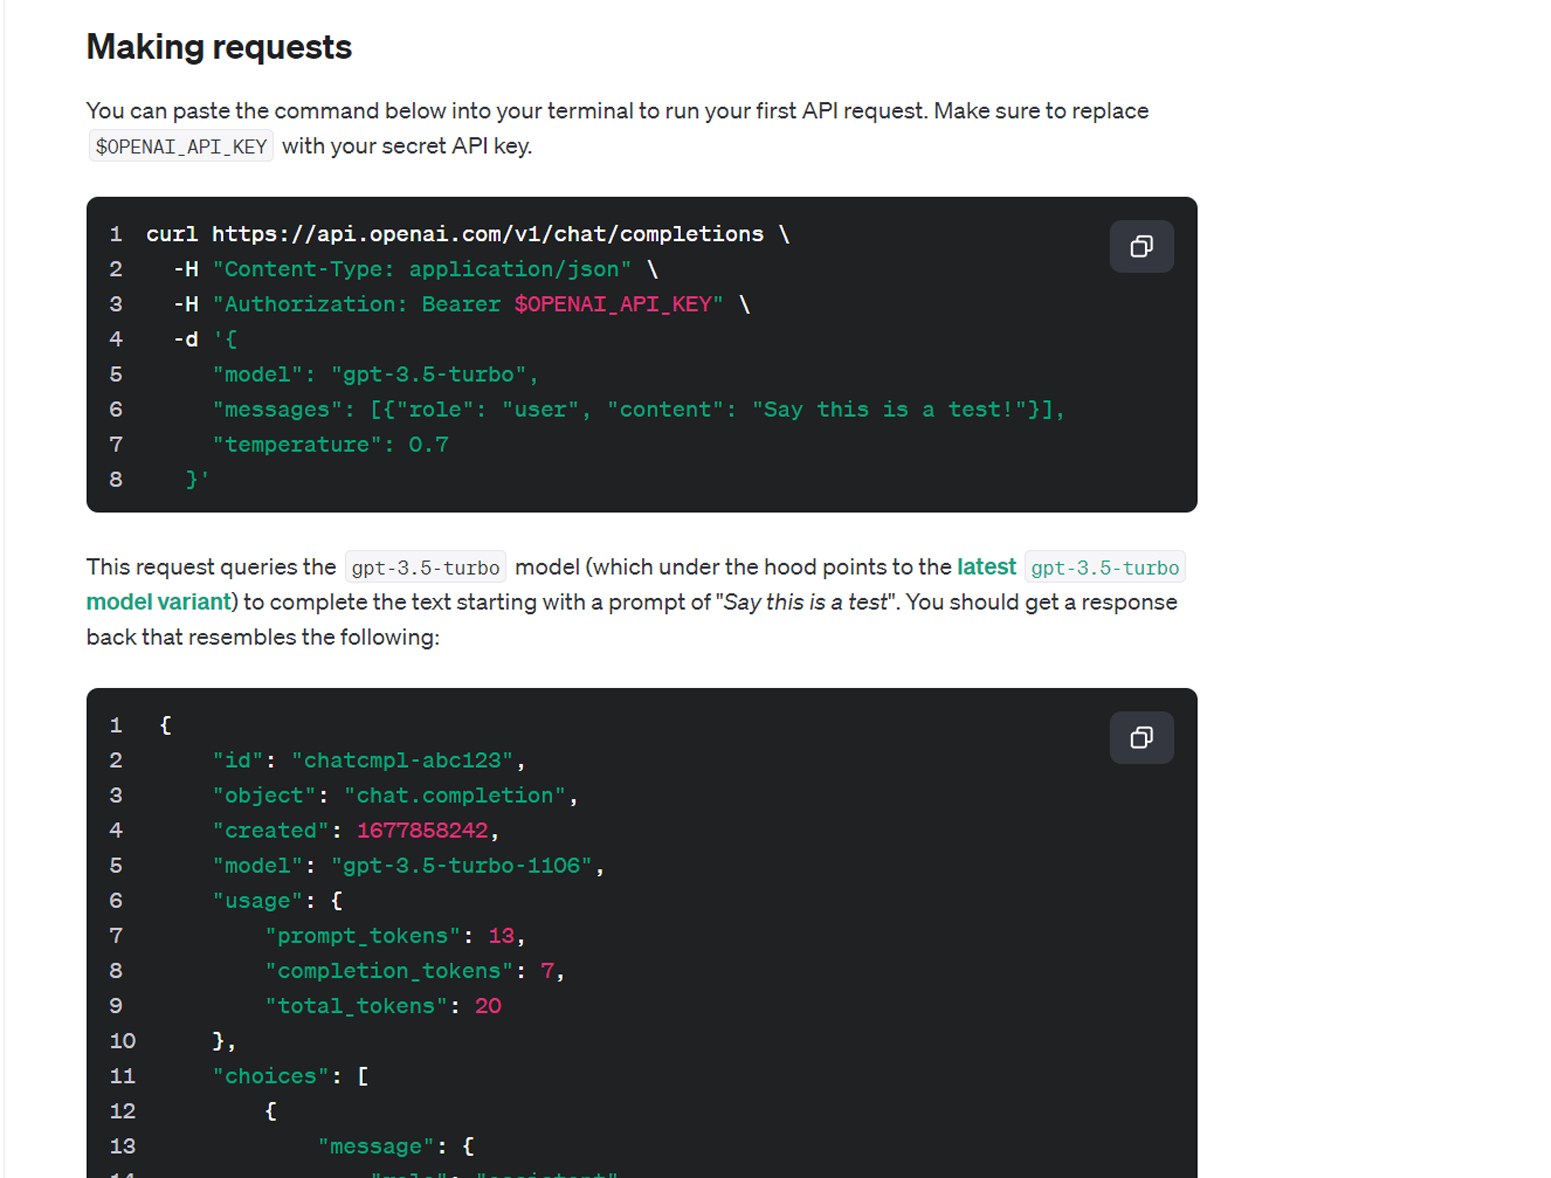 Making requests
You can paste the command below into your terminal to run your first API request. Make sure to replace
$OPENAI_API_KEY with your secret API key.
1 curl https://api.openai.com/v1/chat/completions \
2 -H "Content-Type: application/json" \
3 -H "Authorization: Bearer $OPENAI_API_KEY" \
4 -d '{
5 "model": "gpt-3.5-turbo",
6 "messages": [{"role": "user", "content": "Say this is a test!"}],
7 "temperature": 0.7
8 }'
This request queries the gpt-3.5-turbo model (which under the hood points to the latest gpt-3.5-turbo
model variant) to complete the text starting with a prompt of "Say this is a test". You should get a response
back that resembles the following:
1 {
2 "id": "chatcmpl-abc123",
3 "object": "chat.completion",
4 "created": 1677858242,
5 "model": "gpt-3.5-turbo-1106",
6 "usage": {
7 "prompt_tokens": 13,
8 "completion_tokens": 7,
9 "total_tokens": 20
10 },
11 "choices": [
12 {
13 "message": {